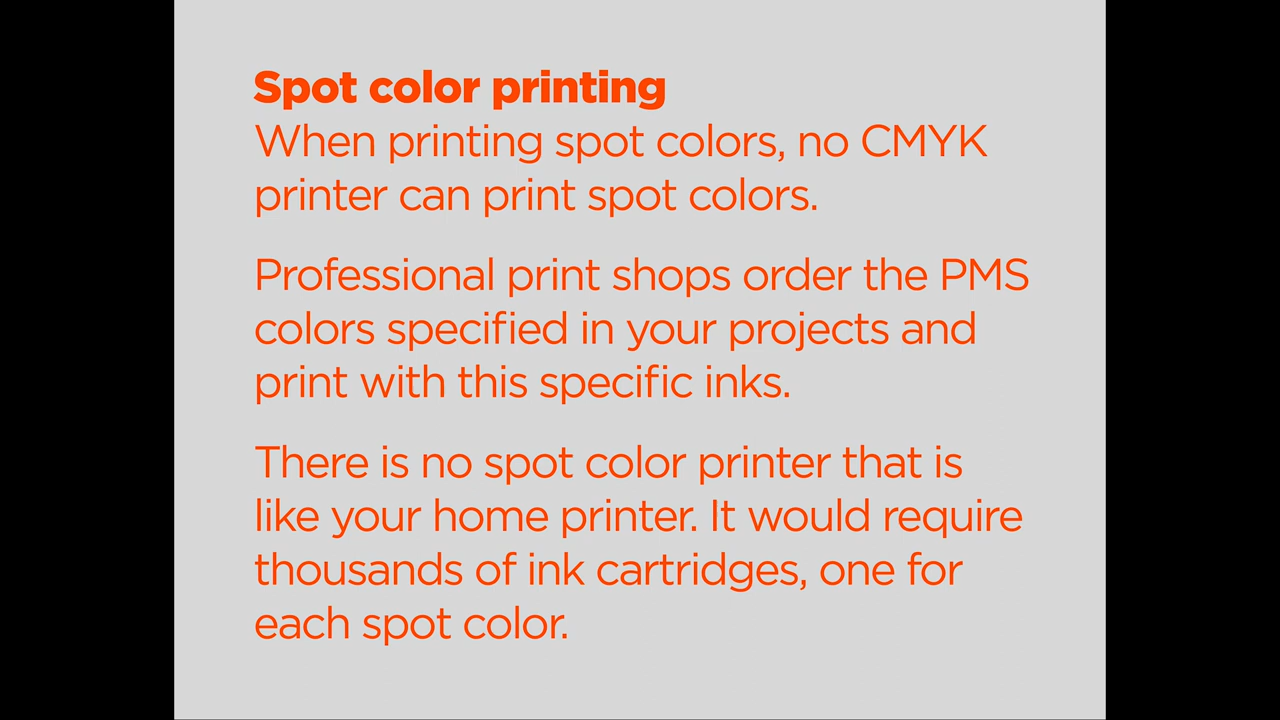 Spot color printing
When printing spot colors, no CMYK
printer can print spot colors.
Professional print shops order the PMS
colors specified in your projects and
print with this specific inks.
There is no spot color printer that is
like your home printer. It would require
thousands of ink cartridges, one for
each spot color.